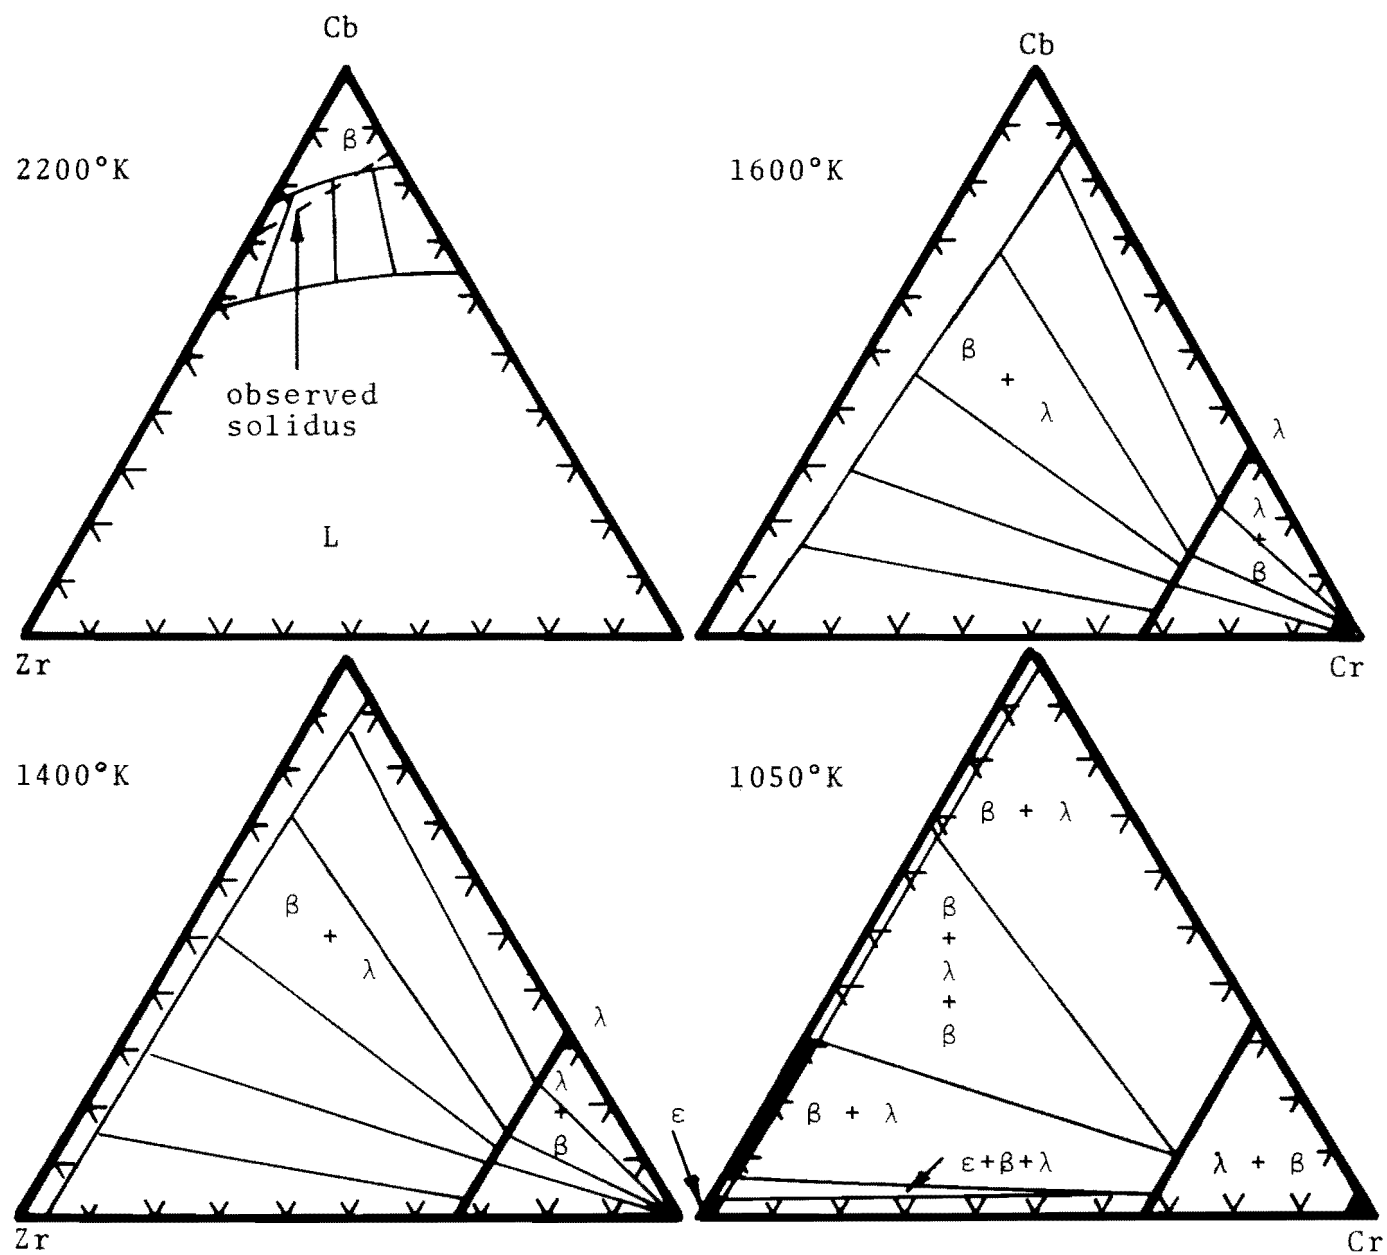 Cb
2200°K
β
observed
solidus
L
Zr
Cb
1600°K
β
+
λ
λ
λ
+
β
Cr
1400°K
β
+
λ
λ
λ
+
β
Zr
1050°K
β + λ
β
+
λ
+
β
ε
β + λ
ε+β+λ
λ + β
Cr